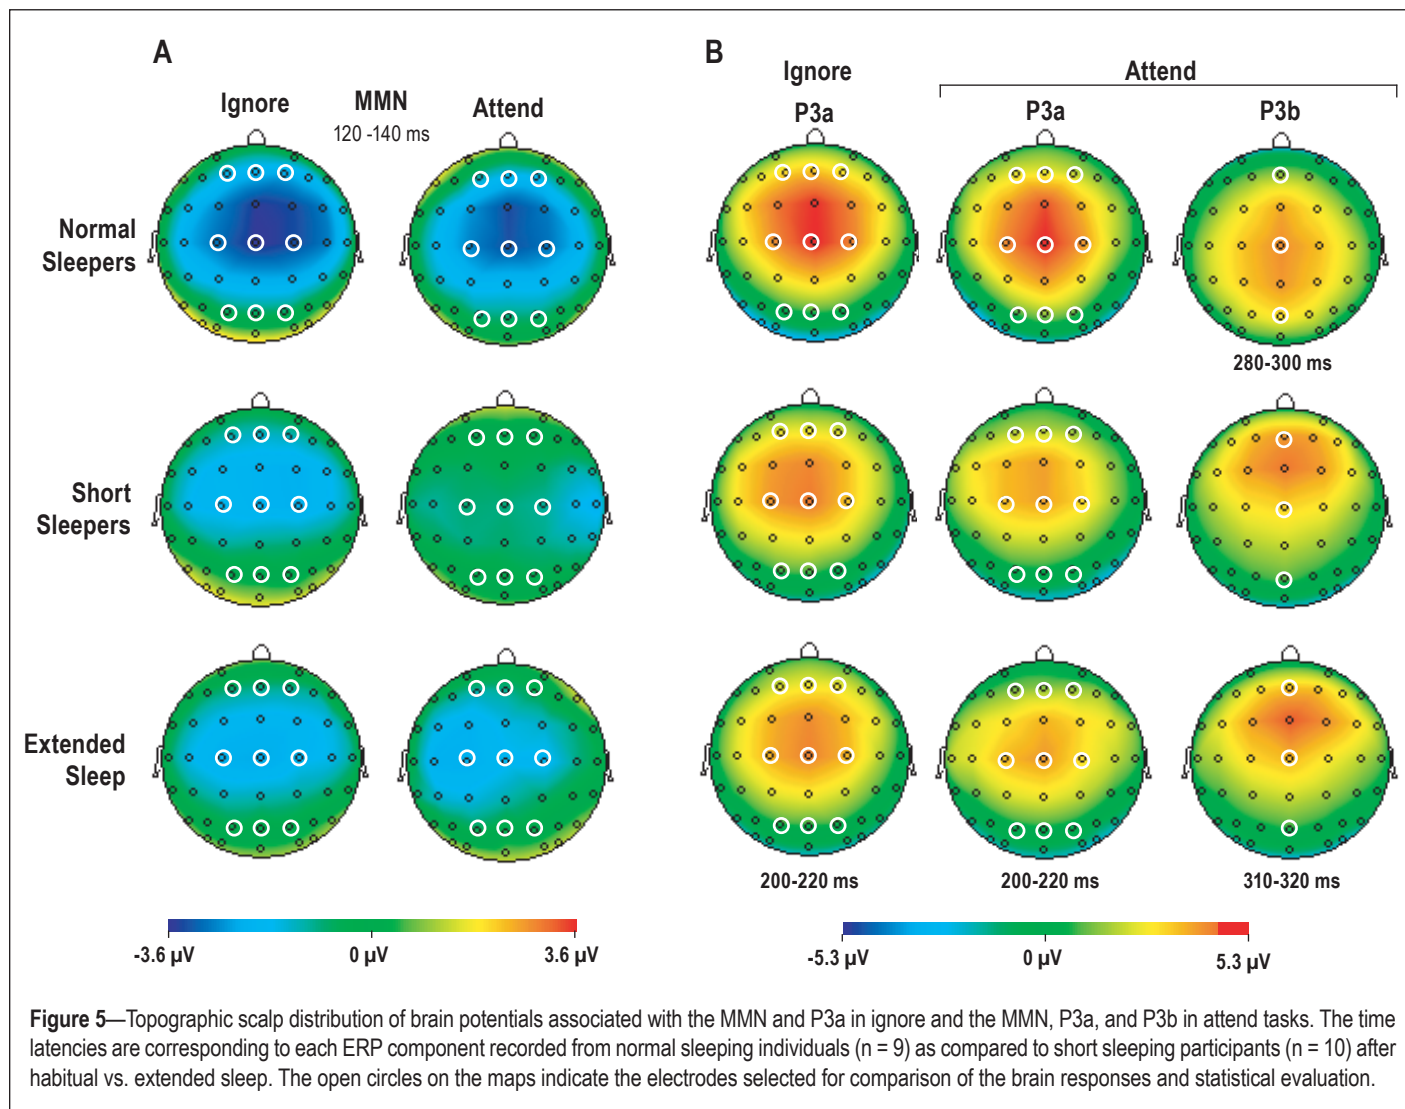 A
B
Ignore
MMN
120 -140 ms
Attend
Ignore
P3a
Attend
P3a
P3b
Normal
Sleepers
280-300 ms
Short
Sleepers
Extended
Sleep
200-220 ms
200-220 ms
310-320 ms
-3.6 µV
0 µV
3.6 µV
-5.3 µV
0 µV
5.3 µV
Figure 5—Topographic scalp distribution of brain potentials associated with the MMN and P3a in ignore and the MMN, P3a, and P3b in attend tasks. The time
latencies are corresponding to each ERP component recorded from normal sleeping individuals (n = 9) as compared to short sleeping participants (n = 10) after
habitual vs. extended sleep. The open circles on the maps indicate the electrodes selected for comparison of the brain responses and statistical evaluation.